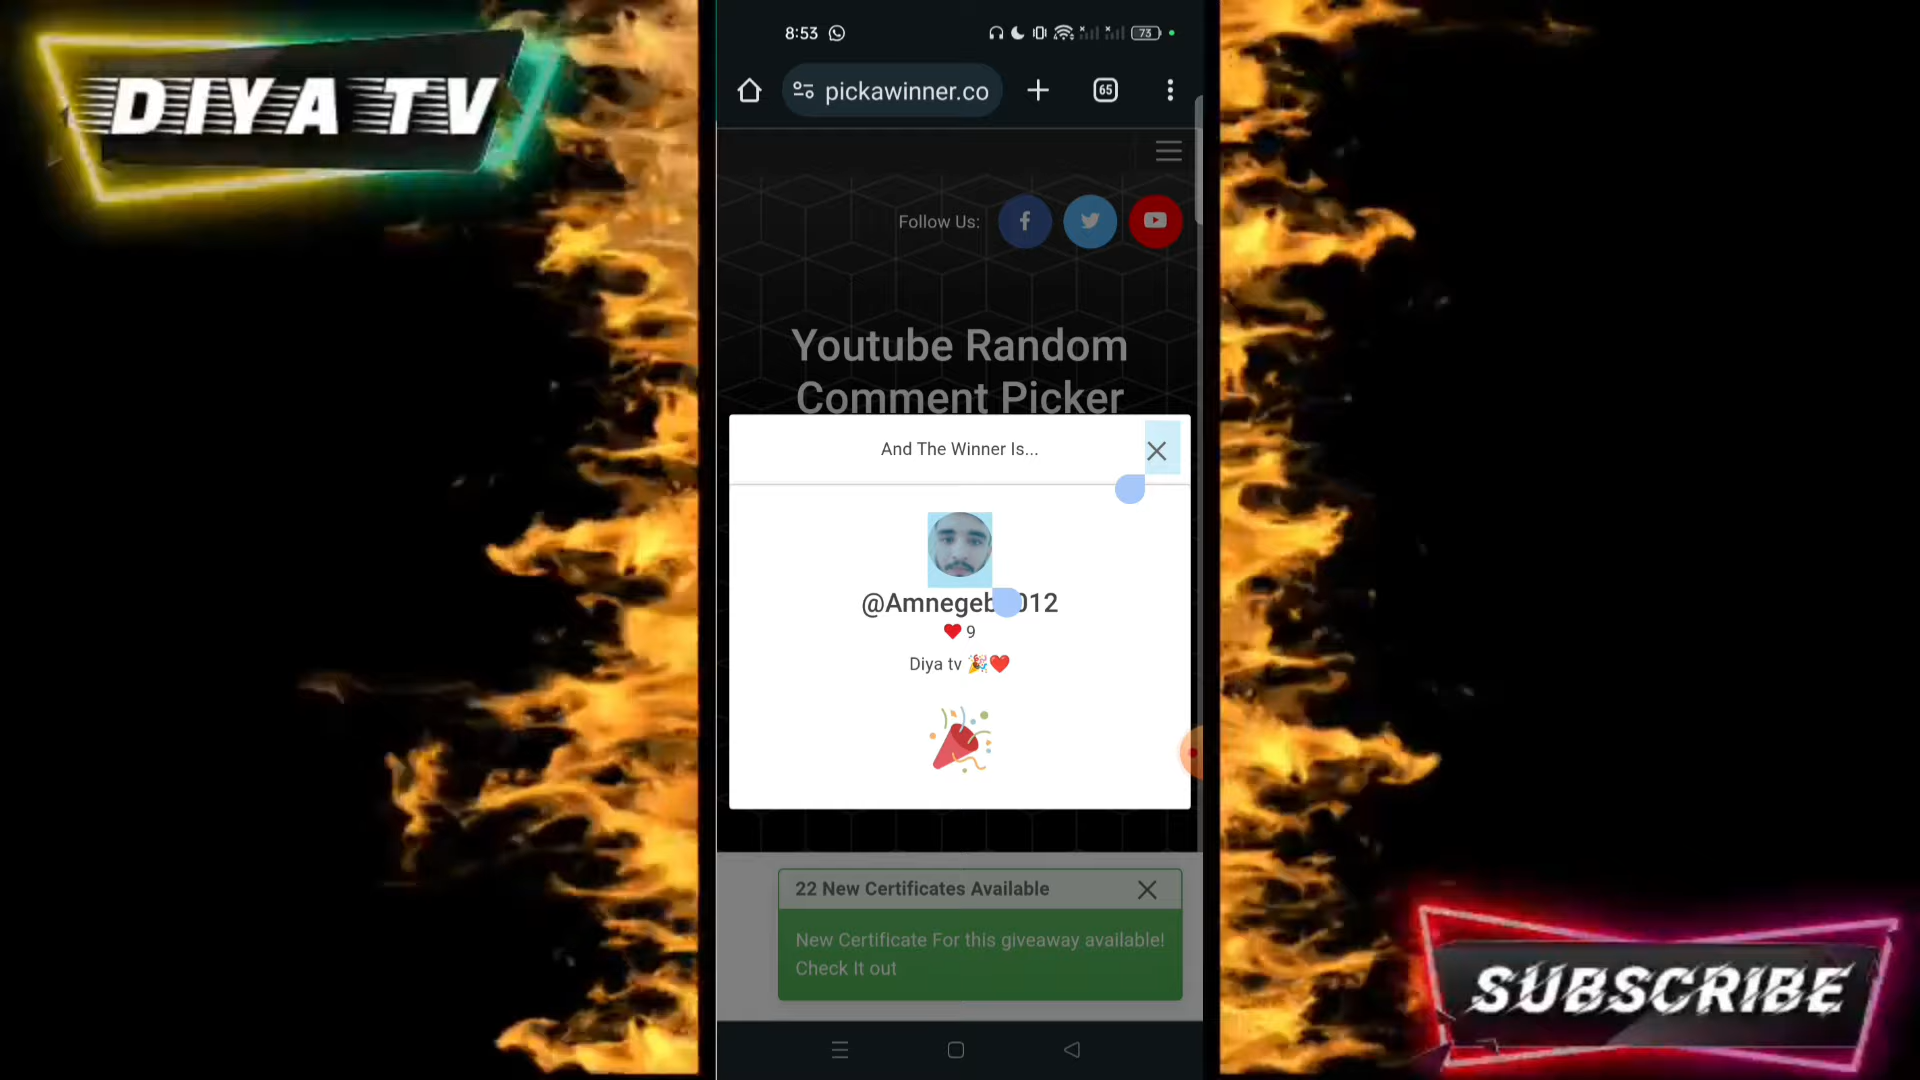 DIYA TV
8:53
73
pickawinner.co
65
Follow Us:
Youtube Random
Comment Picker
And The Winner Is...
9
Diya tv 🎉❤️
22 New Certificates Available
New Certificate For this giveaway available!
Check It out
SUBSCRIBE